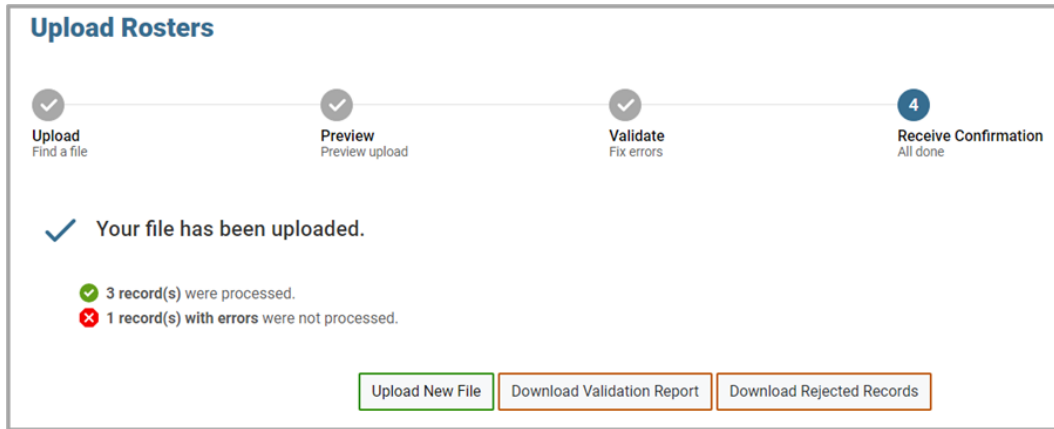 Upload Rosters
4
Upload
Find a file
Preview
Preview upload
Validate
Fix errors
Receive Confirmation
All done
Your file has been uploaded.
3 record(s) were processed.
1 record(s) with errors were not processed.
Upload New File
Download Validation Report
Download Rejected Records